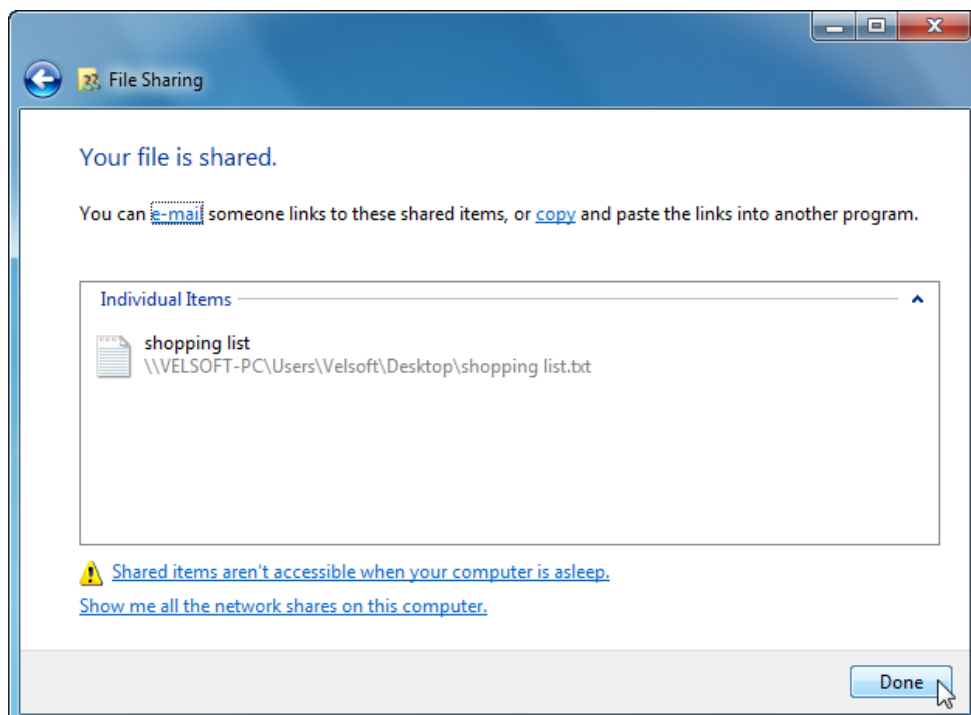 File Sharing
Your file is shared.
You can e-mail someone links to these shared items, or copy and paste the links into another program.
Individual Items
shopping list
\\VELSOFT-PC\Users\Velsoft\Desktop\shopping list.txt
Shared items aren't accessible when your computer is asleep.
Show me all the network shares on this computer.
Done